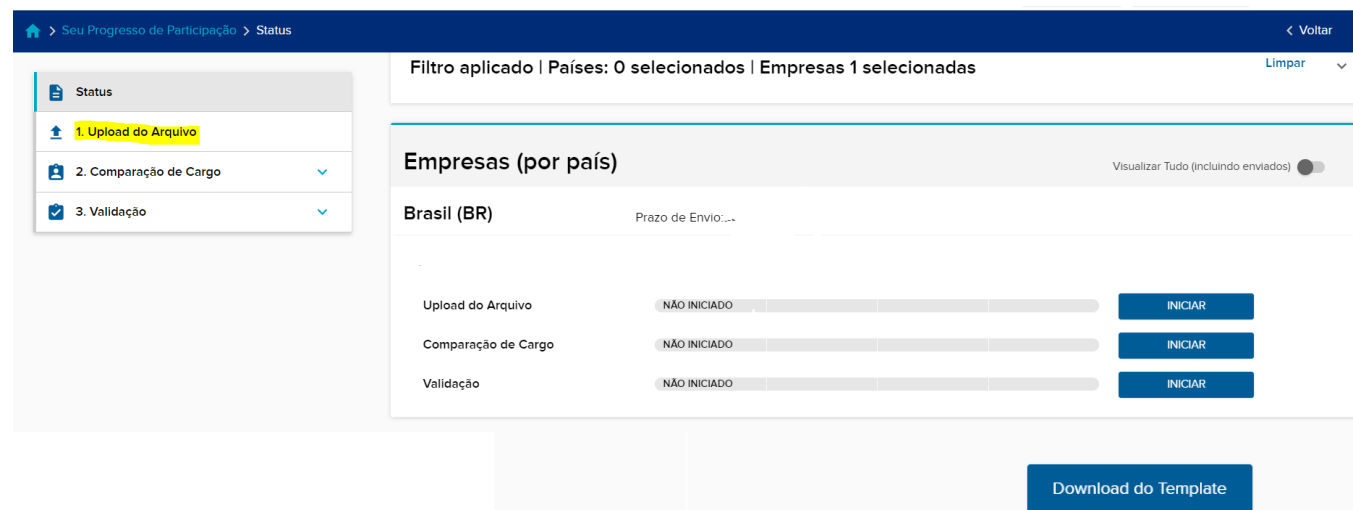 > Seu Progresso de Participação > Status
< Voltar
Status
1. Upload do Arquivo
2. Comparação de Cargo
3. Validação
Filtro aplicado | Países: 0 selecionados | Empresas 1 selecionadas
Limpar
Empresas (por país)
Visualizar Tudo (incluindo enviados)
Brasil (BR)
Prazo de Envio:
Upload do Arquivo
NÃO INICIADO
INICIAR
Comparação de Cargo
NÃO INICIADO
INICIAR
Validação
NÃO INICIADO
INICIAR
Download do Template